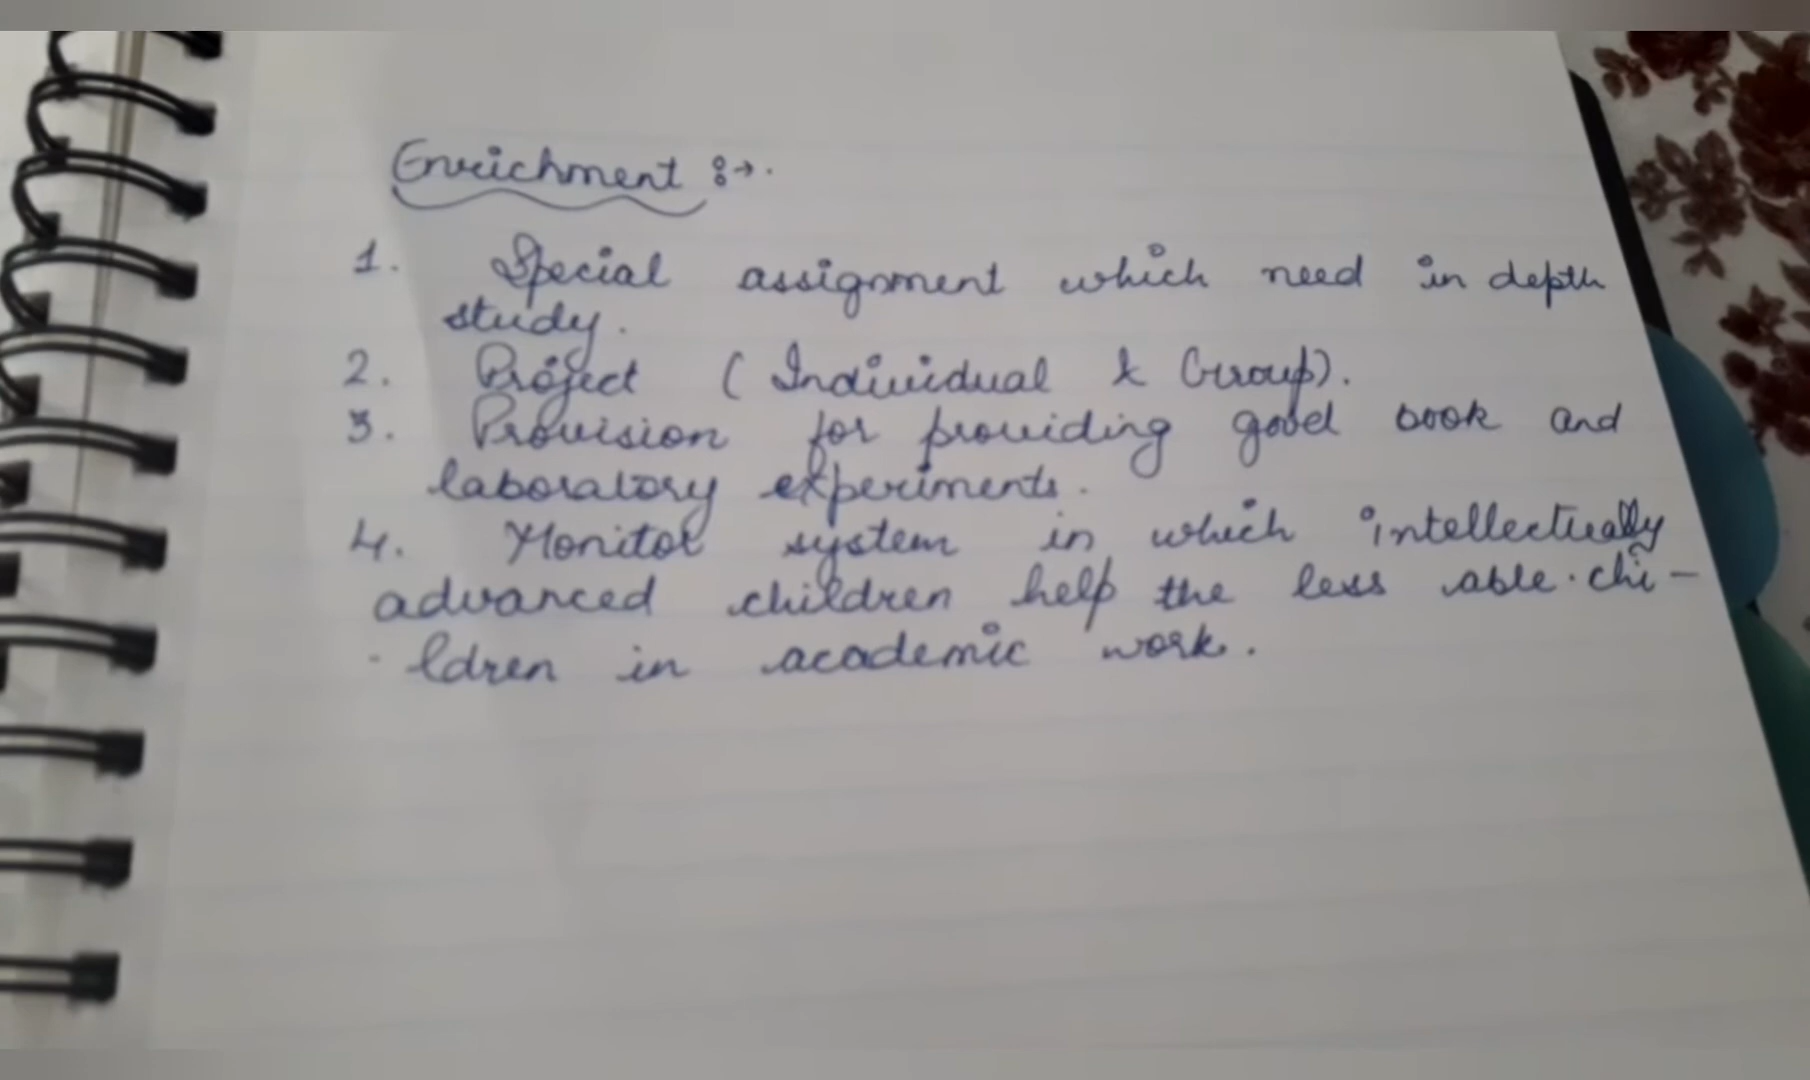 Enrichment :→.
1. Special assignment which need in depth
study.
2. Project ( Individual & Group).
3. Provision for providing good book and
laboratory experiments.
4. Monitor system in which intellectually
advanced children help the less able chi-
ldren in academic work.